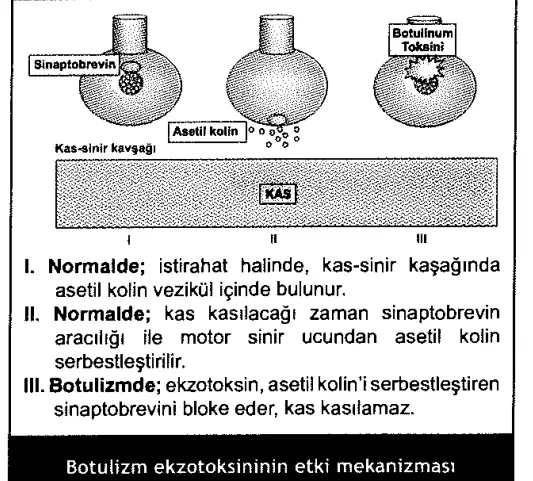 Botulinum
Toksini
Sinaptobrevin
Asetil kolin
Kas-sinir kavşağı
KAS
I
II
III
I. Normalde; istirahat halinde, kas-sinir kaşağında
asetil kolin vezikül içinde bulunur.
II. Normalde; kas kasılacağı zaman sinaptobrevin
aracılığı ile motor sinir ucundan asetil kolin
serbestleştirilir.
III. Botulizmde; ekzotoksin, asetil kolin'i serbestleştiren
sinaptobrevini bloke eder, kas kasılamaz.
Botulizm ekzotoksininin etki mekanizması